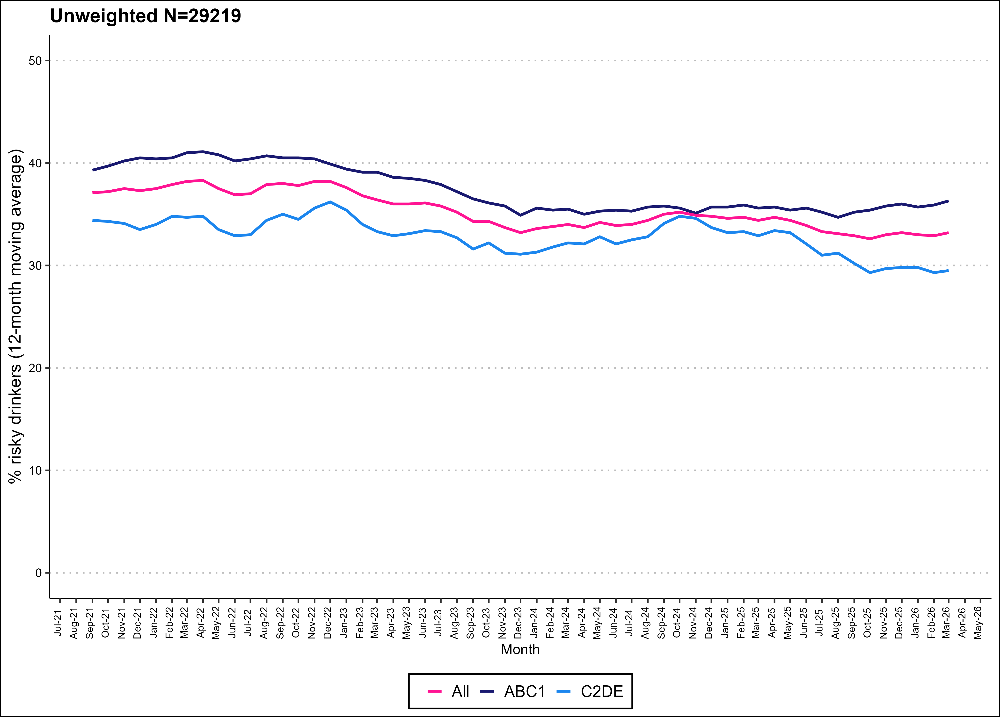 Unweighted N=29219
% risky drinkers (12-month moving average)
50
40
30
20
10
0
Jul-21
Aug-21
Sep-21
Oct-21
Nov-21
Dec-21
Jan-22
Feb-22
Mar-22
Apr-22
May-22
Jun-22
Jul-22
Aug-22
Sep-22
Oct-22
Nov-22
Dec-22
Jan-23
Feb-23
Mar-23
Apr-23
May-23
Jun-23
Jul-23
Aug-23
Sep-23
Oct-23
Nov-23
Dec-23
Jan-24
Feb-24
Mar-24
Apr-24
May-24
Jun-24
Jul-24
Aug-24
Sep-24
Oct-24
Nov-24
Dec-24
Jan-25
Feb-25
Mar-25
Apr-25
May-25
Jun-25
Jul-25
Aug-25
Sep-25
Oct-25
Nov-25
Dec-25
Jan-26
Feb-26
Mar-26
Apr-26
May-26
Month
All ABC1 C2DE